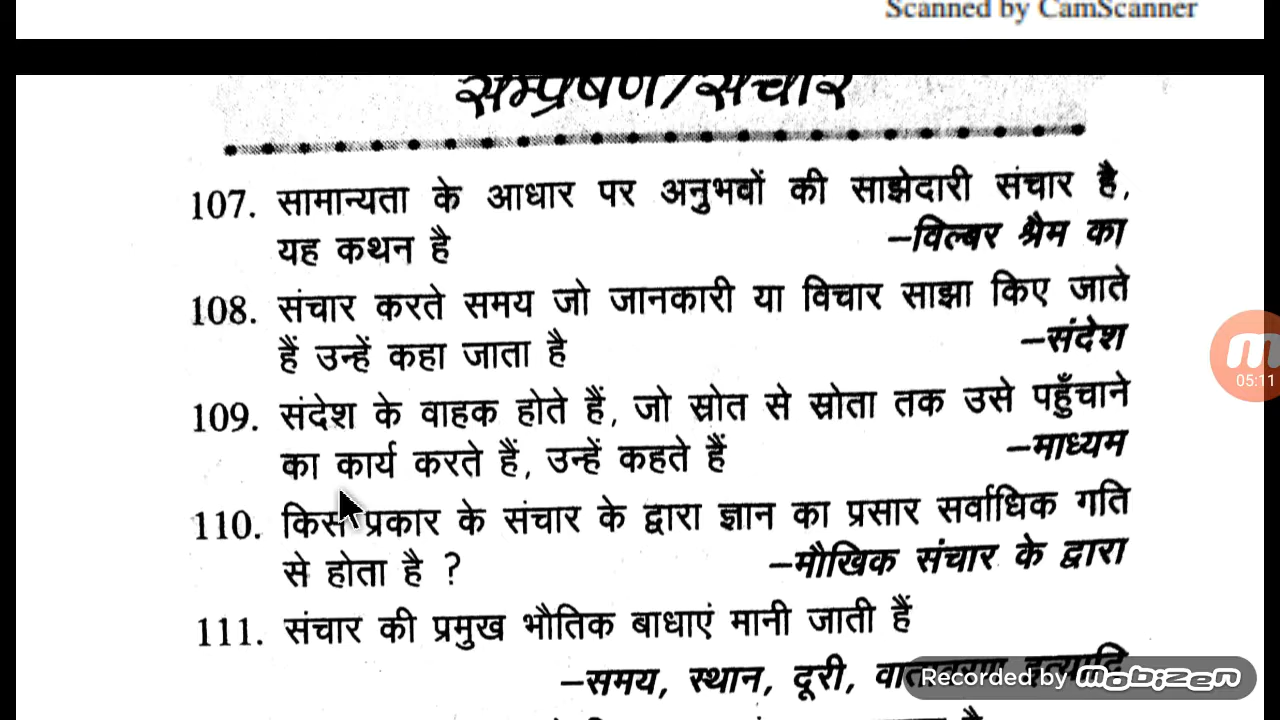 Scanned by CamScanner
सम्प्रेषण/संचार
107. सामान्यता के आधार पर अनुभवों की साझेदारी संचार है,
यह कथन है –विल्बर श्रैम का
108. संचार करते समय जो जानकारी या विचार साझा किए जाते
हैं उन्हें कहा जाता है –संदेश
109. संदेश के वाहक होते हैं, जो स्रोत से स्रोता तक उसे पहुँचाने
का कार्य करते हैं, उन्हें कहते हैं –माध्यम
05:11
110. किस प्रकार के संचार के द्वारा ज्ञान का प्रसार सर्वाधिक गति
से होता है ? –मौखिक संचार के द्वारा
111. संचार की प्रमुख भौतिक बाधाएं मानी जाती हैं
–समय, स्थान, दूरी, वातावरण इत्यादि
Recorded by mobizen